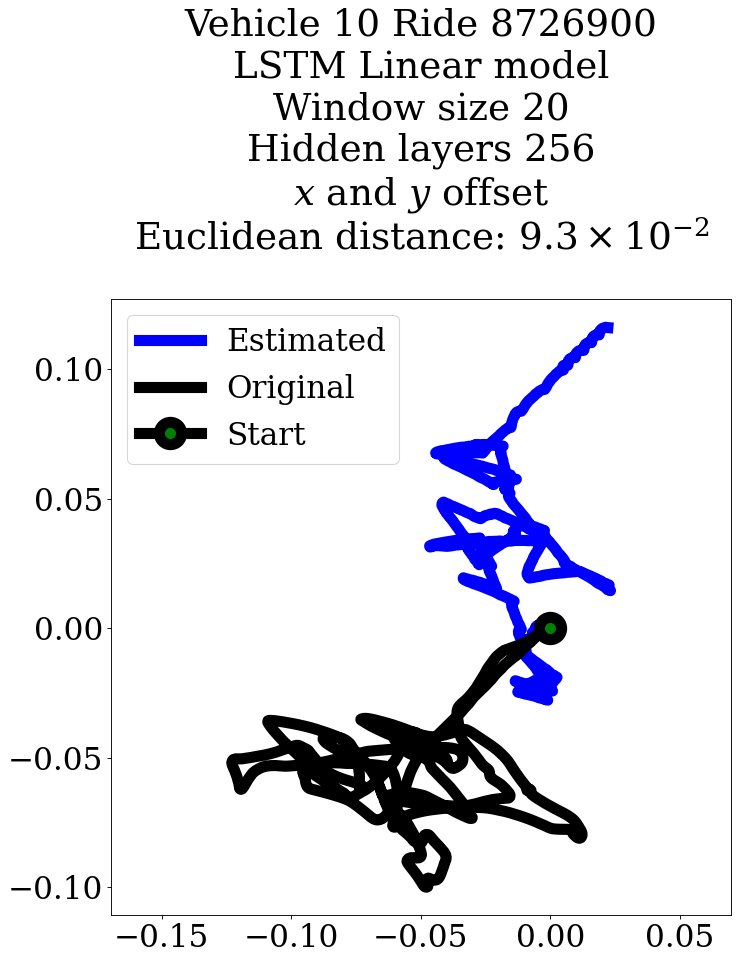 Vehicle 10 Ride 8726900
LSTM Linear model
Window size 20
Hidden layers 256
x and y offset
Euclidean distance: 9.3 × 10⁻²
Estimated
Original
Start
0.10
0.05
0.00
−0.05
−0.10
−0.15 −0.10 −0.05 0.00 0.05